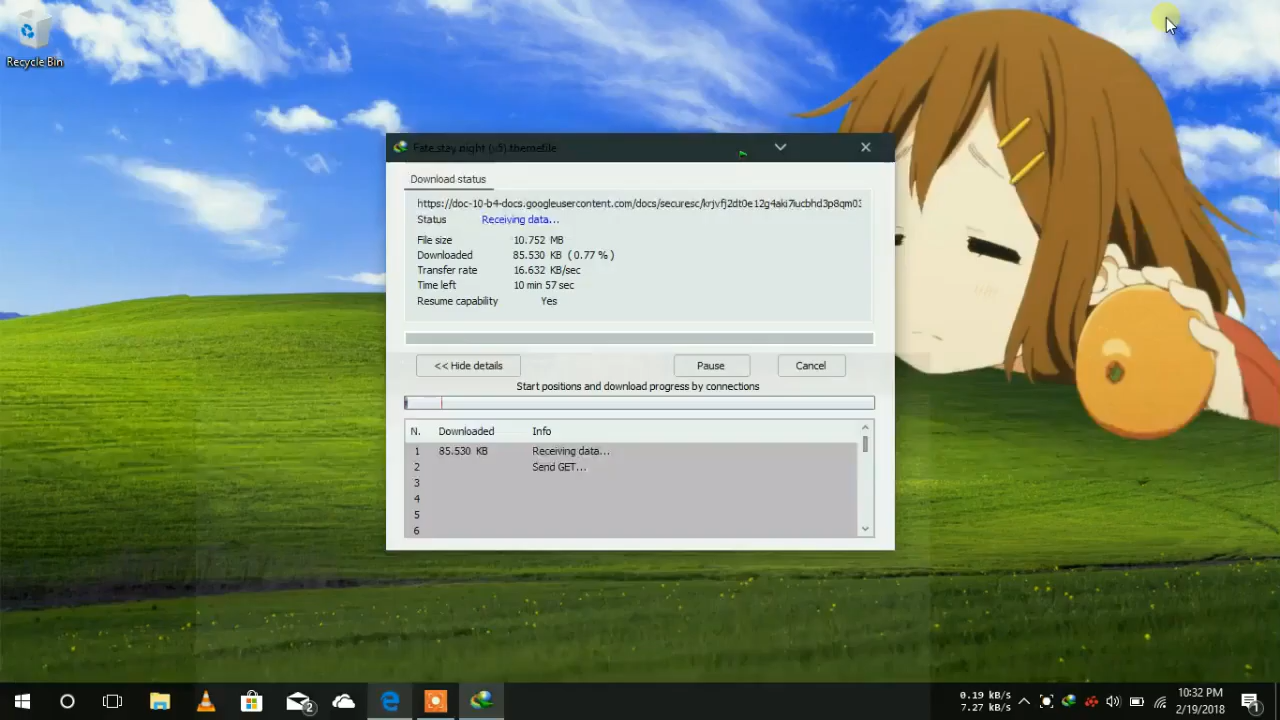 Recycle Bin
Fate.stay.night (v3).themefile
Download status
https://doc-10-b4-docs.googleusercontent.com/docs/securesc/
Status Receiving data...
File size 10.752 MB
Downloaded 85.530 KB ( 0.77 % )
Transfer rate 16.632 KB/sec
Time left 10 min 57 sec
Resume capability Yes
<< Hide details Pause Cancel
Start positions and download progress by connections
N. Downloaded Info
1 85.530 KB Receiving data...
2 Send GET...
3
4
5
6
2
0.19 kB/s
7.27 kB/s
10:32 PM
2/19/2018
1